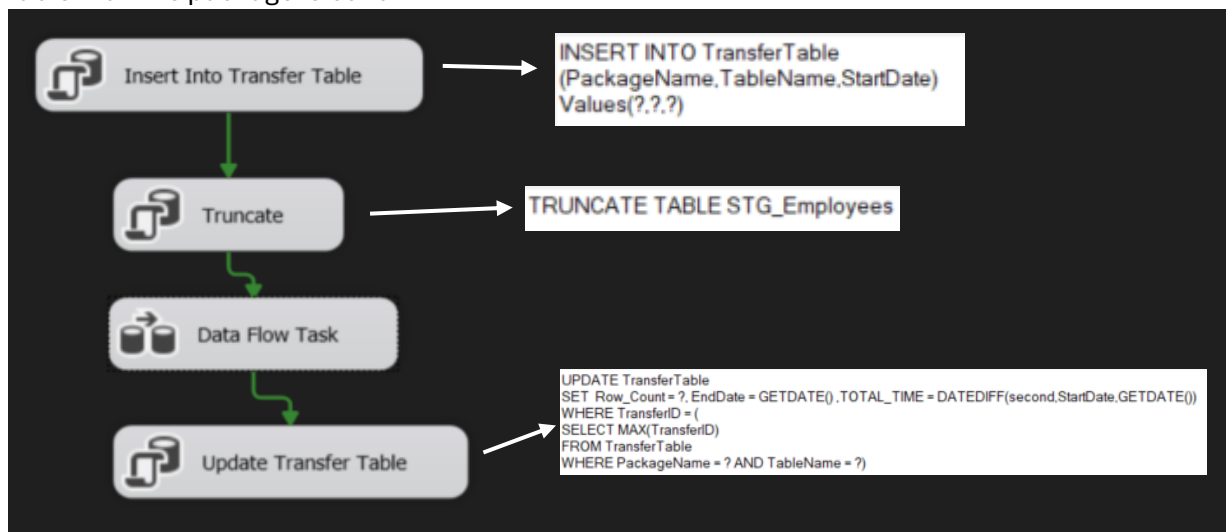 Insert Into Transfer Table
INSERT INTO TransferTable
(PackageName,TableName,StartDate)
Values(?,?,?)
Truncate
TRUNCATE TABLE STG_Employees
Data Flow Task
Update Transfer Table
UPDATE TransferTable
SET Row_Count = ?, EndDate = GETDATE() ,TOTAL_TIME = DATEDIFF(second,StartDate,GETDATE())
WHERE TransferID = (
SELECT MAX(TransferID)
FROM TransferTable
WHERE PackageName = ? AND TableName = ?)